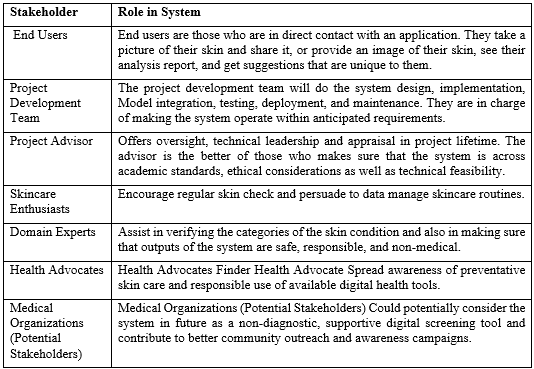 Stakeholder Role in System
End Users End users are those who are in direct contact with an application. They take a
picture of their skin and share it, or provide an image of their skin, see their
analysis report, and get suggestions that are unique to them.
Project The project development team will do the system design, implementation,
Development Model integration, testing, deployment, and maintenance. They are in charge
Team of making the system operate within anticipated requirements.
Project Advisor Offers oversight, technical leadership and appraisal in project lifetime. The
advisor is the better of those who makes sure that the system is across
academic standards, ethical considerations as well as technical feasibility.
Skincare Encourage regular skin check and persuade to data manage skincare routines.
Enthusiasts
Domain Experts Assist in verifying the categories of the skin condition and also in making sure
that outputs of the system are safe, responsible, and non-medical.
Health Advocates Health Advocates Finder Health Advocate Spread awareness of preventative
skin care and responsible use of available digital health tools.
Medical Medical Organizations (Potential Stakeholders) Could potentially consider the
Organizations system in future as a non-diagnostic, supportive digital screening tool and
(Potential contribute to better community outreach and awareness campaigns.
Stakeholders)